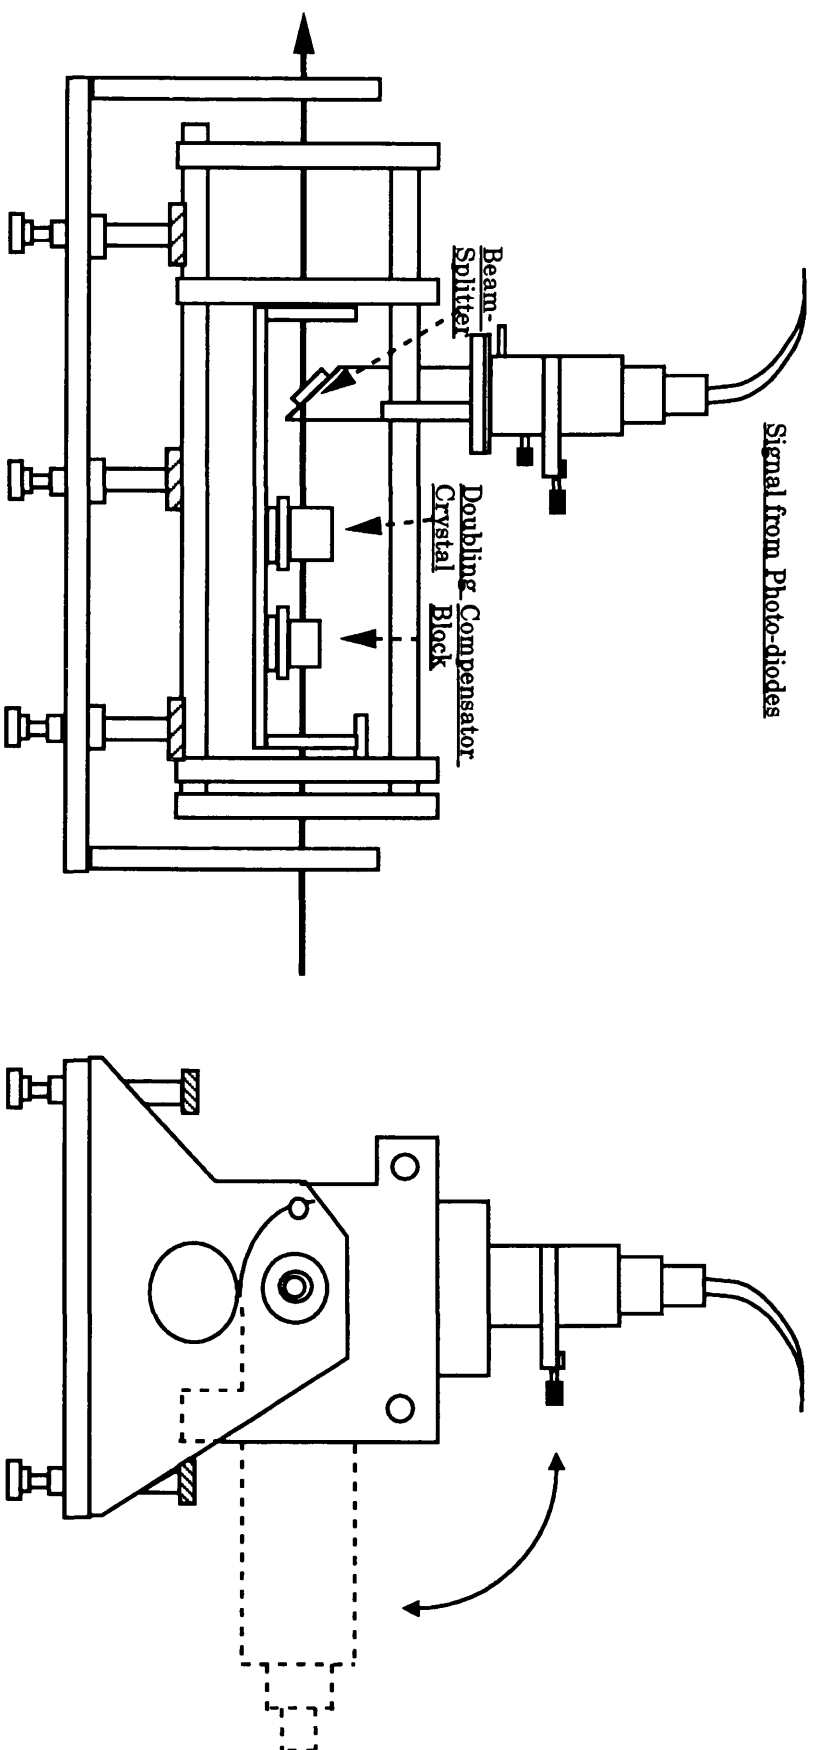 Signal from Photo-diodes
Beam-
Splitter
Doubling
Crystal
Compensator
Block